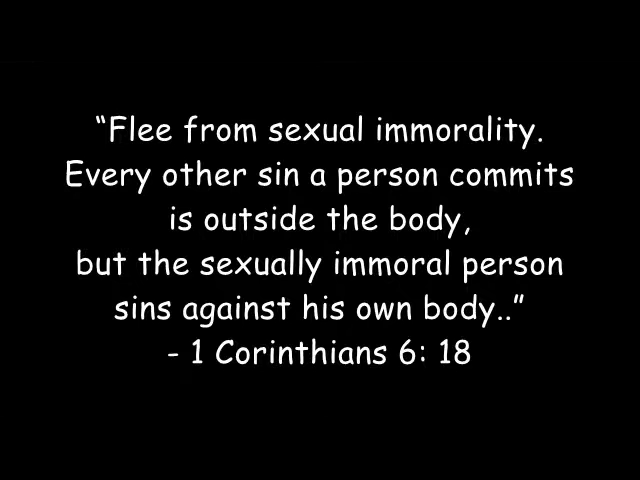 “Flee from sexual immorality.
Every other sin a person commits
is outside the body,
but the sexually immoral person
sins against his own body..”
- 1 Corinthians 6: 18